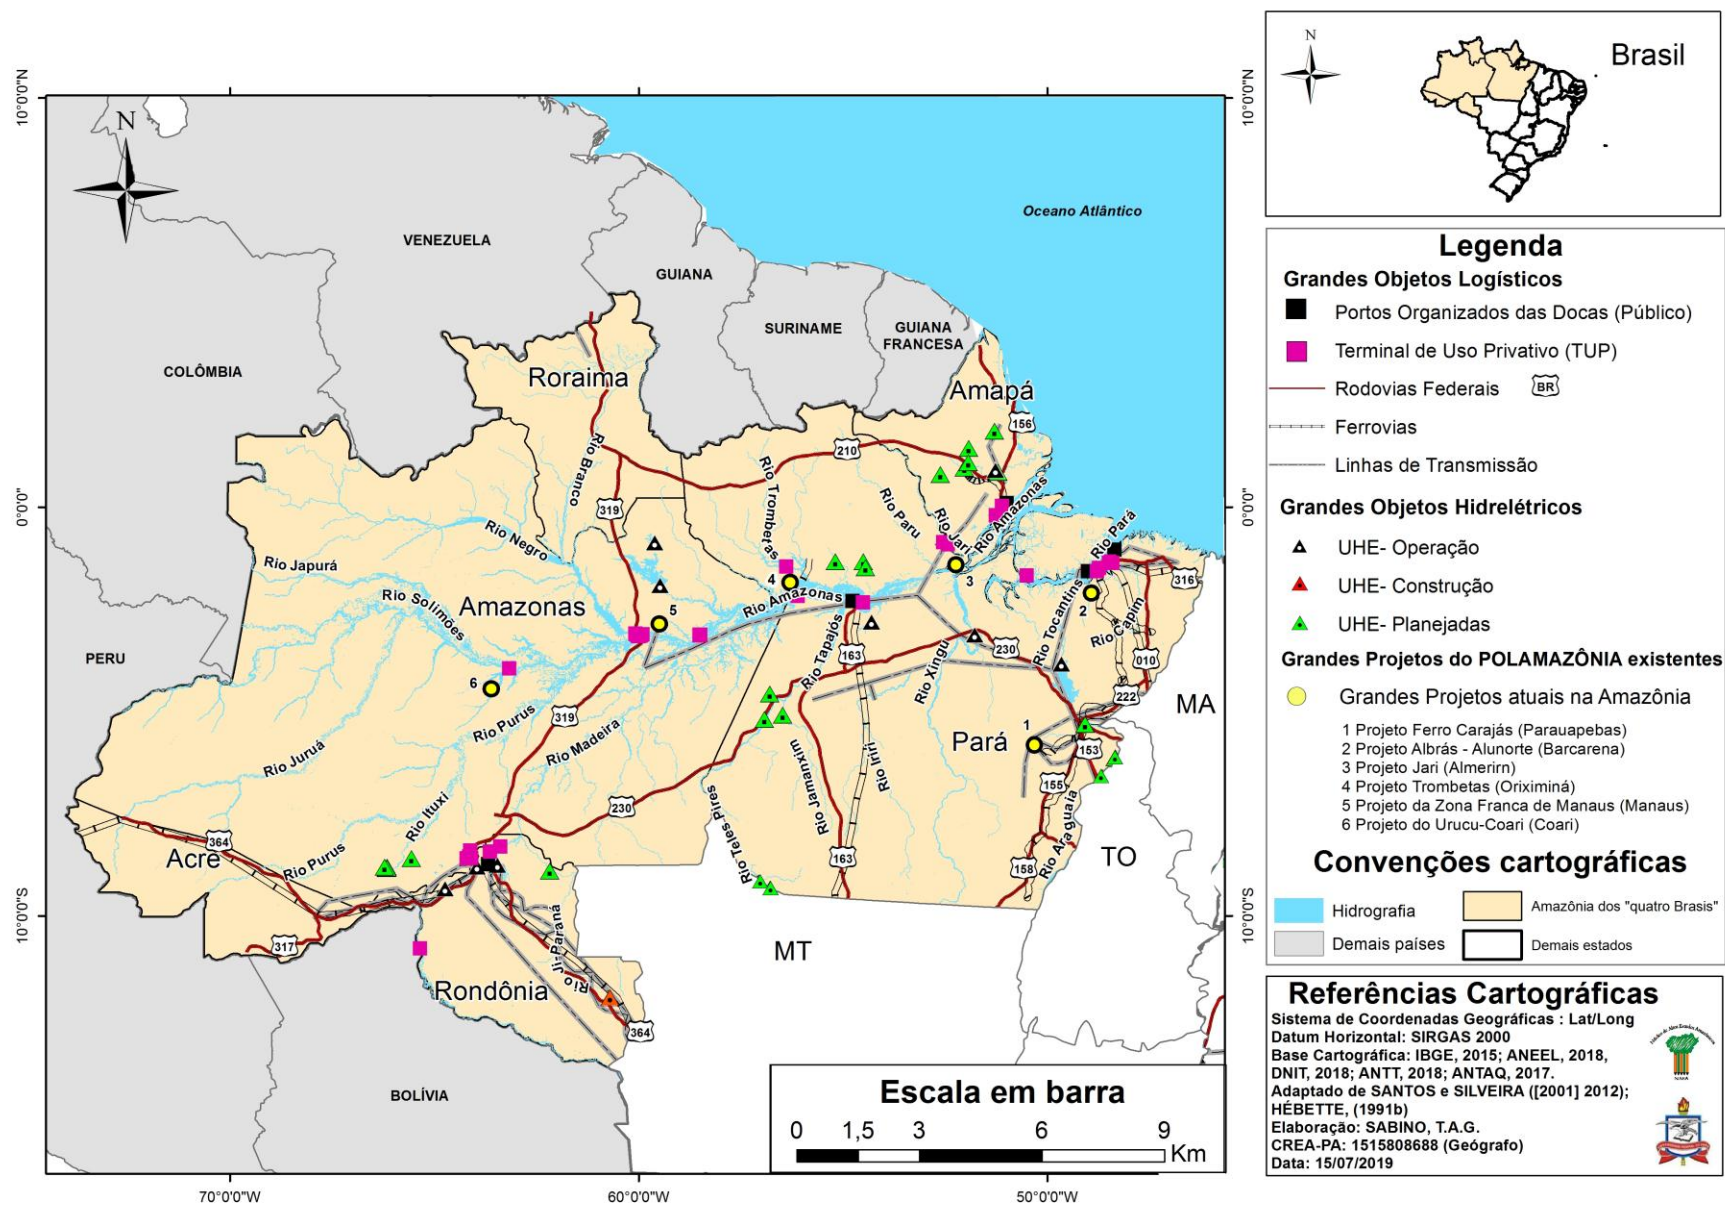 N
Brasil
10°0'0"N
10°0'0"N
N
Oceano Atlântico
VENEZUELA
GUIANA
SURINAME
GUIANA
FRANCESA
COLÔMBIA
Roraima
Amapá
156
210
Rio Branco
Rio Trombetas
Rio Paru
Rio Jari
Rio Amazonas
Rio Pará
0°0'0"
0°0'0"
319
Rio Negro
Rio Japurá
Rio Solimões
Amazonas
4
5
3
2
316
Rio Amazonas
Rio Tapajós
163
Rio Xingú
230
Rio Tocantins
Rio Capim
010
222
PERU
6
319
Rio Purus
Rio Madeira
Rio Juruá
MA
Pará
1
153
155
Rio Jamanxim
Rio Iriri
230
Rio Ituxi
Rio Teles Pires
Rio Araguaia
364
Acre
Rio Purus
163
158
TO
10°0'0"S
10°0'0"S
317
MT
Rio Ji-Paraná
Rondônia
364
BOLÍVIA
Escala em barra
0 1,5 3 6 9
Km
70°0'0"W 60°0'0"W 50°0'0"W
Legenda
Grandes Objetos Logísticos
Portos Organizados das Docas (Público)
Terminal de Uso Privativo (TUP)
Rodovias Federais BR
Ferrovias
Linhas de Transmissão
Grandes Objetos Hidrelétricos
UHE- Operação
UHE- Construção
UHE- Planejadas
Grandes Projetos do POLAMAZÔNIA existentes
Grandes Projetos atuais na Amazônia
1 Projeto Ferro Carajás (Parauapebas)
2 Projeto Albrás - Alunorte (Barcarena)
3 Projeto Jari (Almerirn)
4 Projeto Trombetas (Oriximiná)
5 Projeto da Zona Franca de Manaus (Manaus)
6 Projeto do Urucu-Coari (Coari)
Convenções cartográficas
Hidrografia
Amazônia dos "quatro Brasis"
Demais países
Demais estados
Referências Cartográficas
Sistema de Coordenadas Geográficas : Lat/Long
Datum Horizontal: SIRGAS 2000
Base Cartográfica: IBGE, 2015; ANEEL, 2018,
DNIT, 2018; ANTT, 2018; ANTAQ, 2017.
Adaptado de SANTOS e SILVEIRA ([2001] 2012);
HÉBETTE, (1991b)
Elaboração: SABINO, T.A.G.
CREA-PA: 1515808688 (Geógrafo)
Data: 15/07/2019